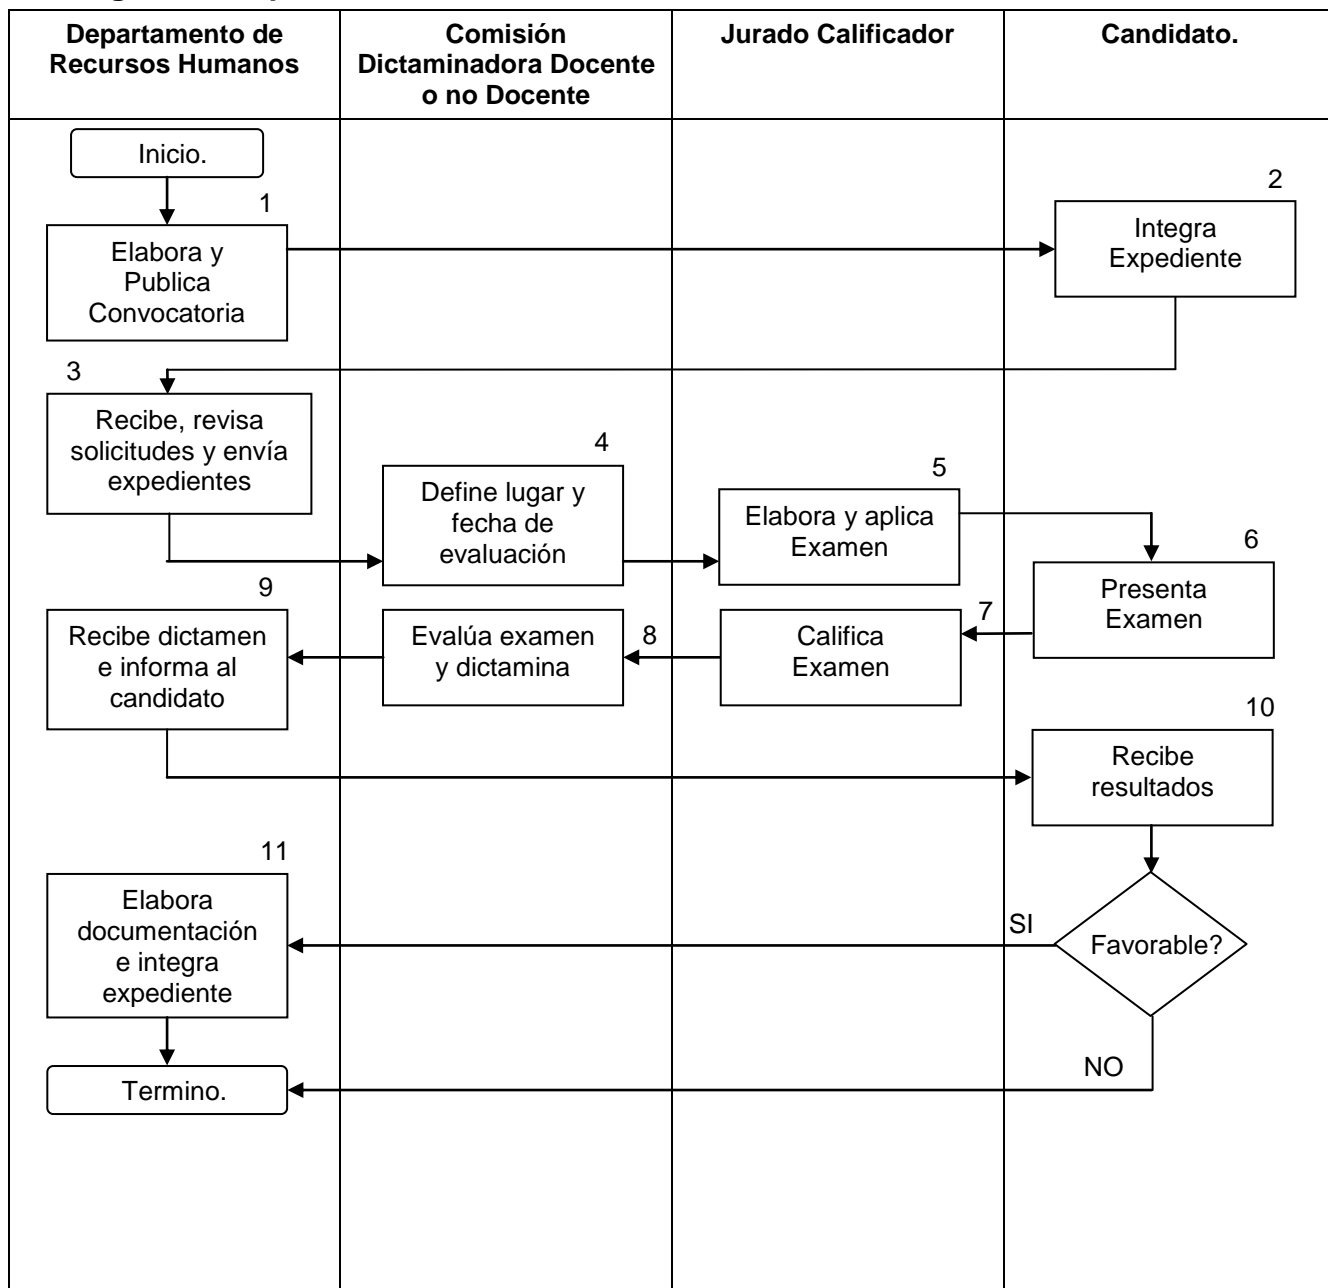 Departamento de
Recursos Humanos
Comisión
Dictaminadora Docente
o no Docente
Jurado Calificador
Candidato.
Inicio.
1
Elabora y
Publica
Convocatoria
2
Integra
Expediente
3
Recibe, revisa
solicitudes y envía
expedientes
4
Define lugar y
fecha de
evaluación
5
Elabora y aplica
Examen
6
Presenta
Examen
7
Califica
Examen
8
Evalúa examen
y dictamina
9
Recibe dictamen
e informa al
candidato
10
Recibe
resultados
Favorable?
SI
NO
11
Elabora
documentación
e integra
expediente
Termino.